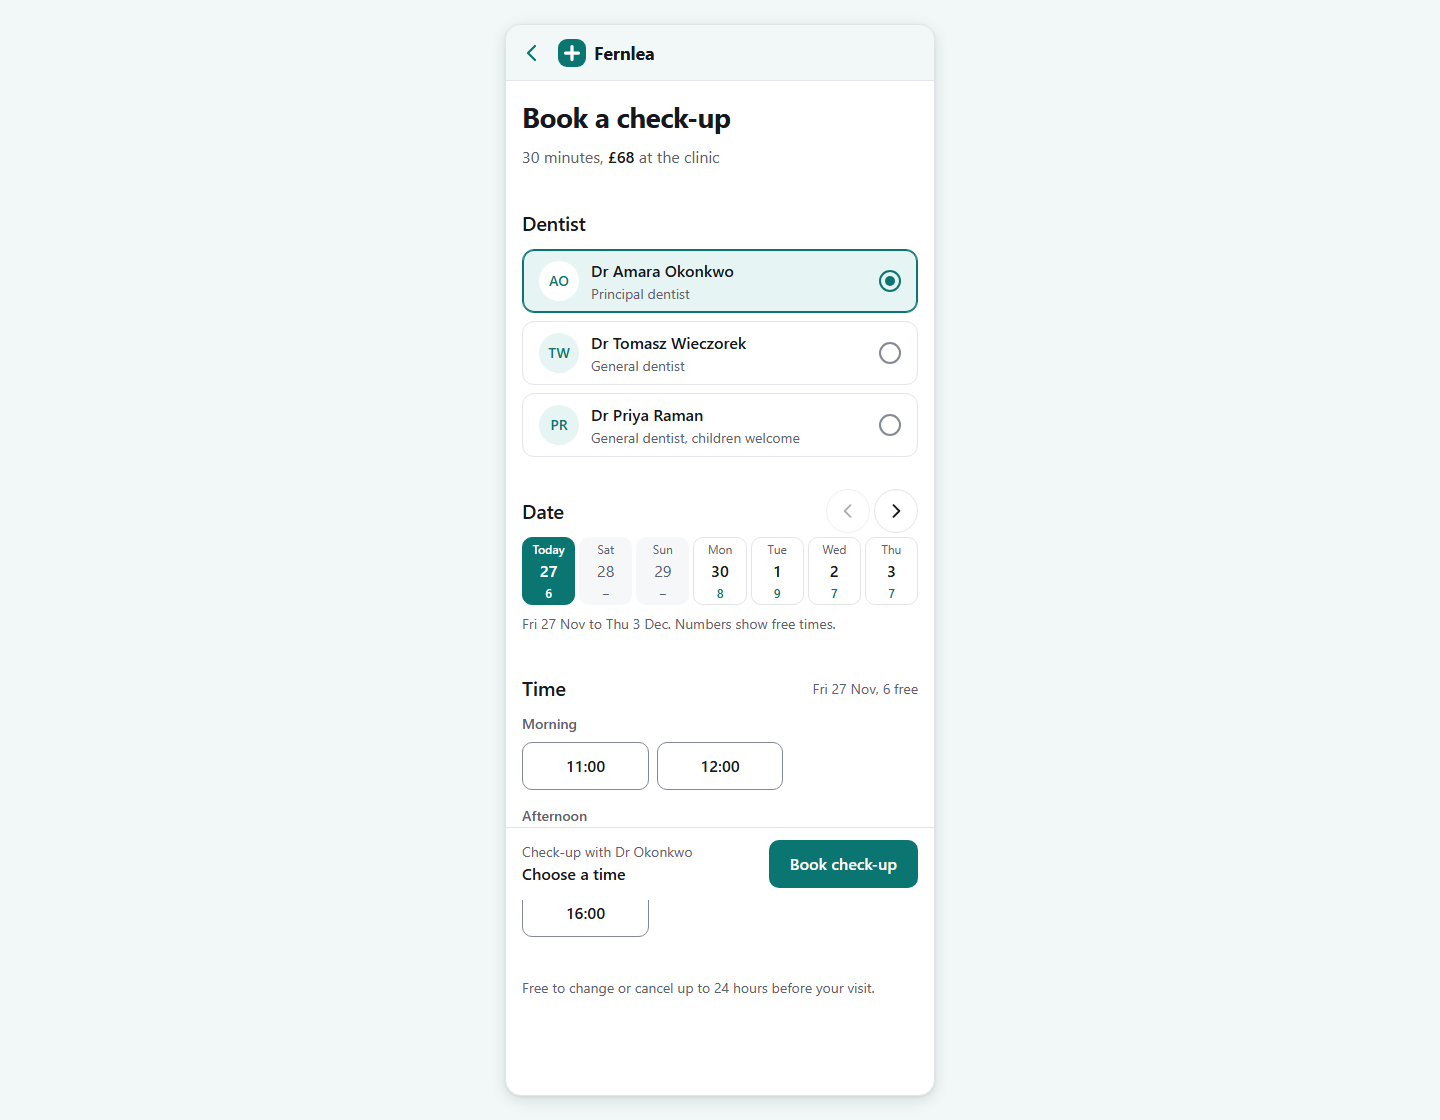 Fernlea
Book a check-up
30 minutes, £68 at the clinic
Dentist
AO
Dr Amara Okonkwo
Principal dentist
TW
Dr Tomasz Wieczorek
General dentist
PR
Dr Priya Raman
General dentist, children welcome
Date
Today
27
6
Sat
28
–
Sun
29
–
Mon
30
8
Tue
1
9
Wed
2
7
Thu
3
7
Fri 27 Nov to Thu 3 Dec. Numbers show free times.
Time
Fri 27 Nov, 6 free
Morning
11:00
12:00
Afternoon
Check-up with Dr Okonkwo
Choose a time
Book check-up
16:00
Free to change or cancel up to 24 hours before your visit.